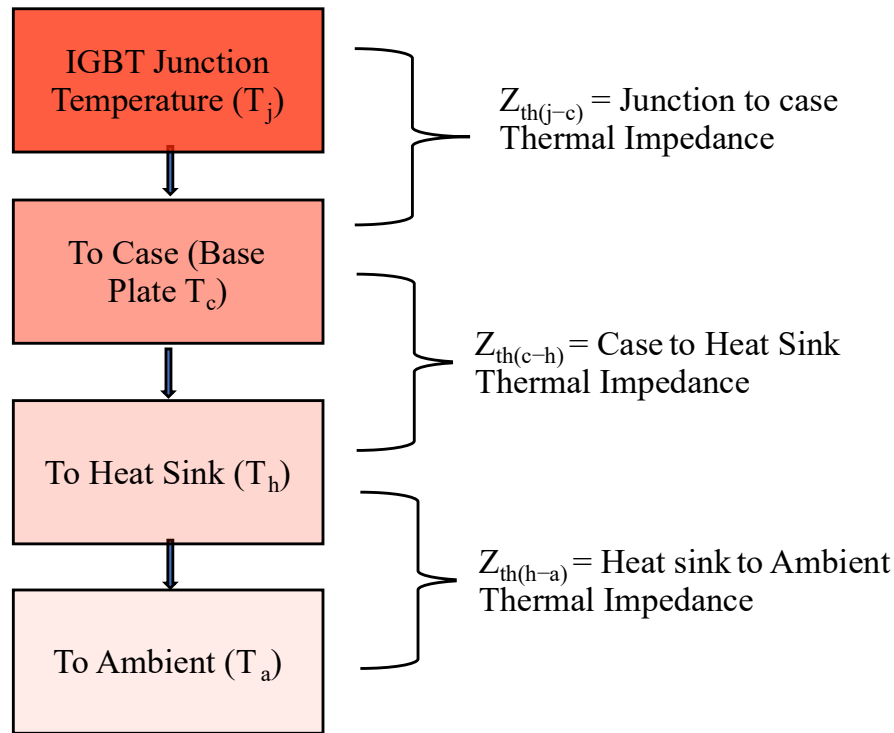 IGBT Junction
Temperature (Tj)
Zth(j−c) = Junction to case
Thermal Impedance
To Case (Base
Plate Tc)
Zth(c−h) = Case to Heat Sink
Thermal Impedance
To Heat Sink (Th)
Zth(h−a) = Heat sink to Ambient
Thermal Impedance
To Ambient (Ta)